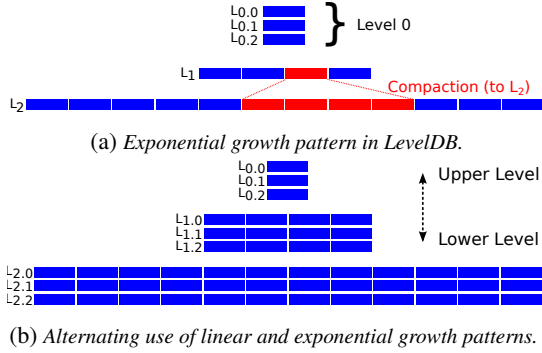 L0.0
L0.1 Level 0
L0.2
L1
Compaction (to L2)
L2
(a) Exponential growth pattern in LevelDB.
L0.0 Upper Level
L0.1
L0.2
L1.0
L1.1
L1.2 Lower Level
L2.0
L2.1
L2.2
(b) Alternating use of linear and exponential growth patterns.